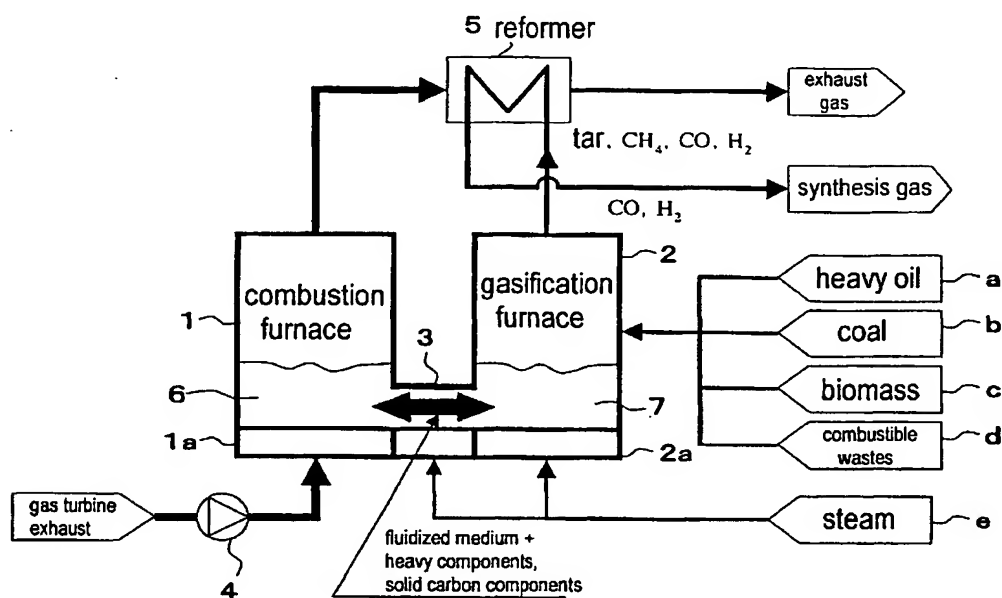 5 reformer
exhaust
gas
tar, CH₄, CO, H₂
synthesis gas
CO, H₂
2
combustion
furnace
gasification
furnace
1
3
heavy oil
a
coal
b
biomass
c
combustible
wastes
d
6
7
1a
2a
gas turbine
exhaust
4
fluidized medium +
heavy components,
solid carbon components
steam
e